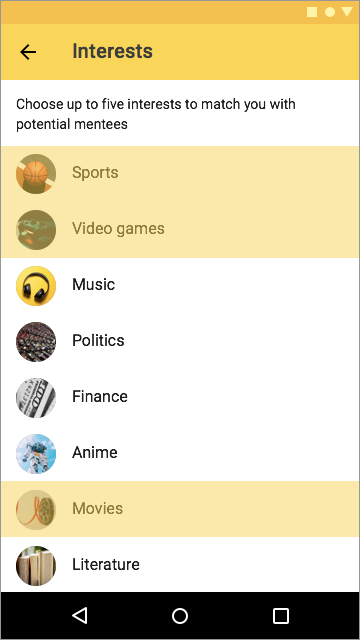 Interests
Choose up to five interests to match you with
potential mentees
Sports
Video games
Music
Politics
Finance
Anime
Movies
Literature